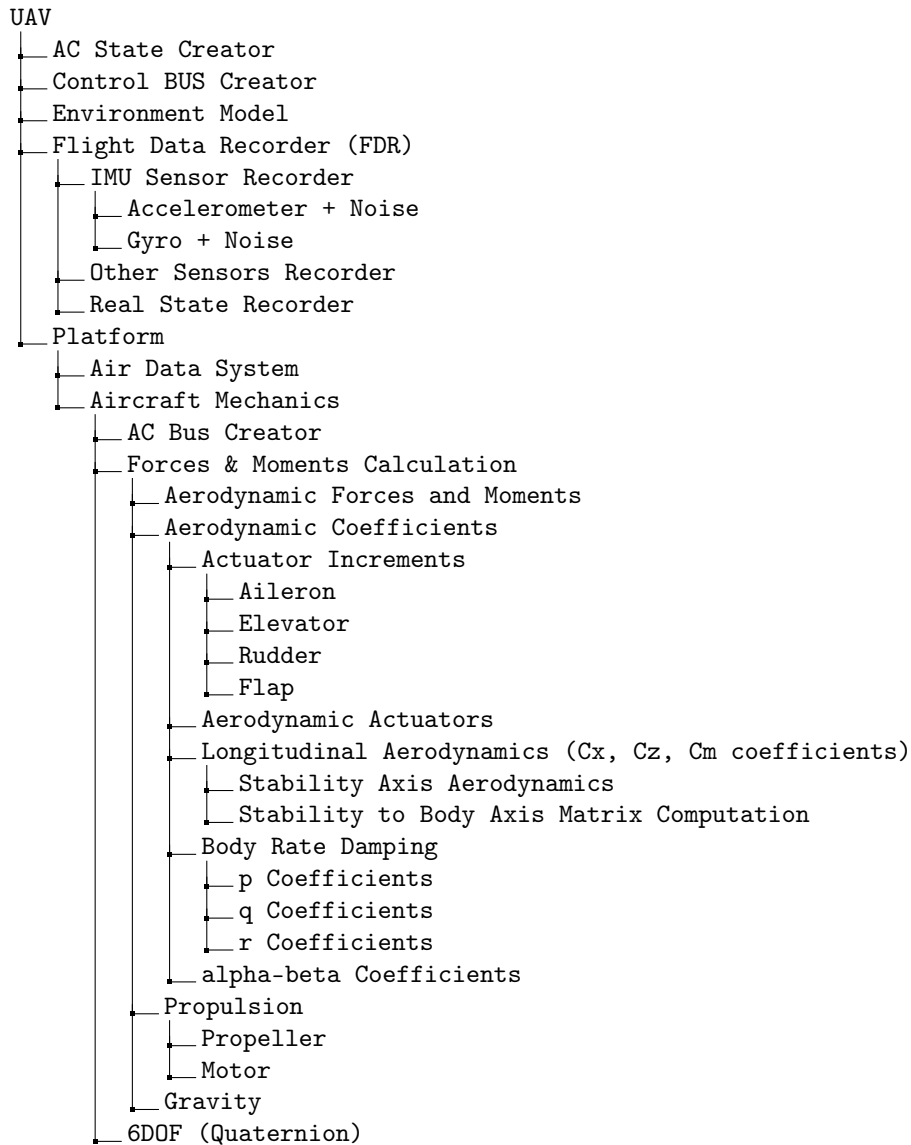 UAV
AC State Creator
Control BUS Creator
Environment Model
Flight Data Recorder (FDR)
IMU Sensor Recorder
Accelerometer + Noise
Gyro + Noise
Other Sensors Recorder
Real State Recorder
Platform
Air Data System
Aircraft Mechanics
AC Bus Creator
Forces & Moments Calculation
Aerodynamic Forces and Moments
Aerodynamic Coefficients
Actuator Increments
Aileron
Elevator
Rudder
Flap
Aerodynamic Actuators
Longitudinal Aerodynamics (Cx, Cz, Cm coefficients)
Stability Axis Aerodynamics
Stability to Body Axis Matrix Computation
Body Rate Damping
p Coefficients
q Coefficients
r Coefficients
alpha-beta Coefficients
Propulsion
Propeller
Motor
Gravity
6DOF (Quaternion)